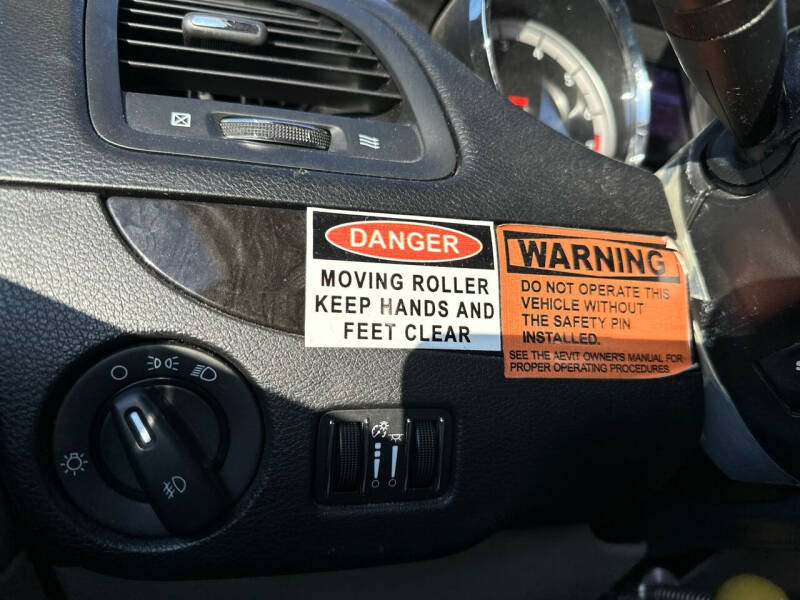 DANGER
MOVING ROLLER
KEEP HANDS AND
FEET CLEAR
WARNING
DO NOT OPERATE THIS
VEHICLE WITHOUT
THE SAFETY PIN
INSTALLED.
SEE THE AEVIT OWNER'S MANUAL FOR
PROPER OPERATING PROCEDURES